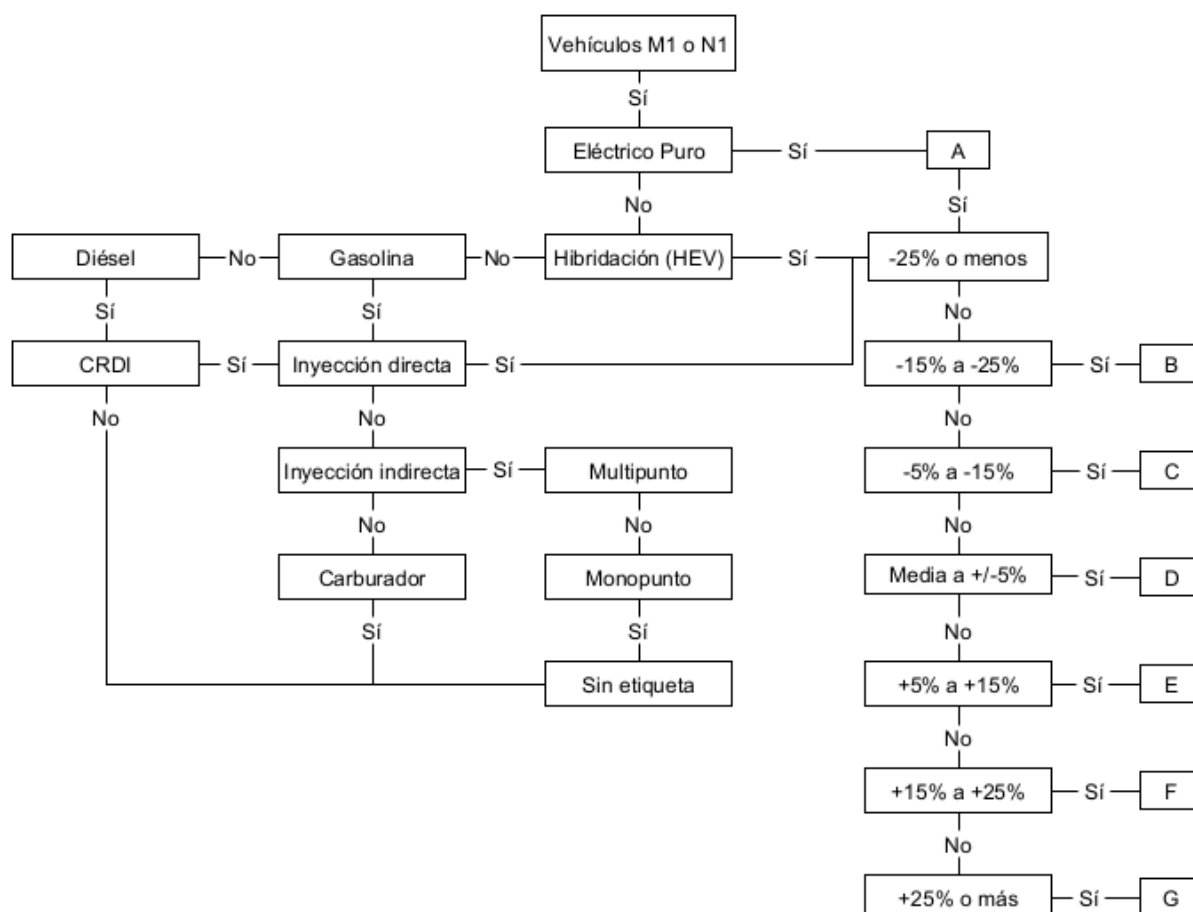 Vehículos M1 o N1
Sí
Eléctrico Puro
Sí
A
No
Sí
Diésel
No
Gasolina
No
Hibridación (HEV)
Sí
-25% o menos
Sí
Sí
No
CRDI
Sí
Inyección directa
Sí
-15% a -25%
Sí
B
No
No
No
Inyección indirecta
Sí
Multipunto
-5% a -15%
Sí
C
No
No
No
Carburador
Monopunto
Media a +/-5%
Sí
D
Sí
Sí
No
Sin etiqueta
+5% a +15%
Sí
E
No
+15% a +25%
Sí
F
No
+25% o más
Sí
G